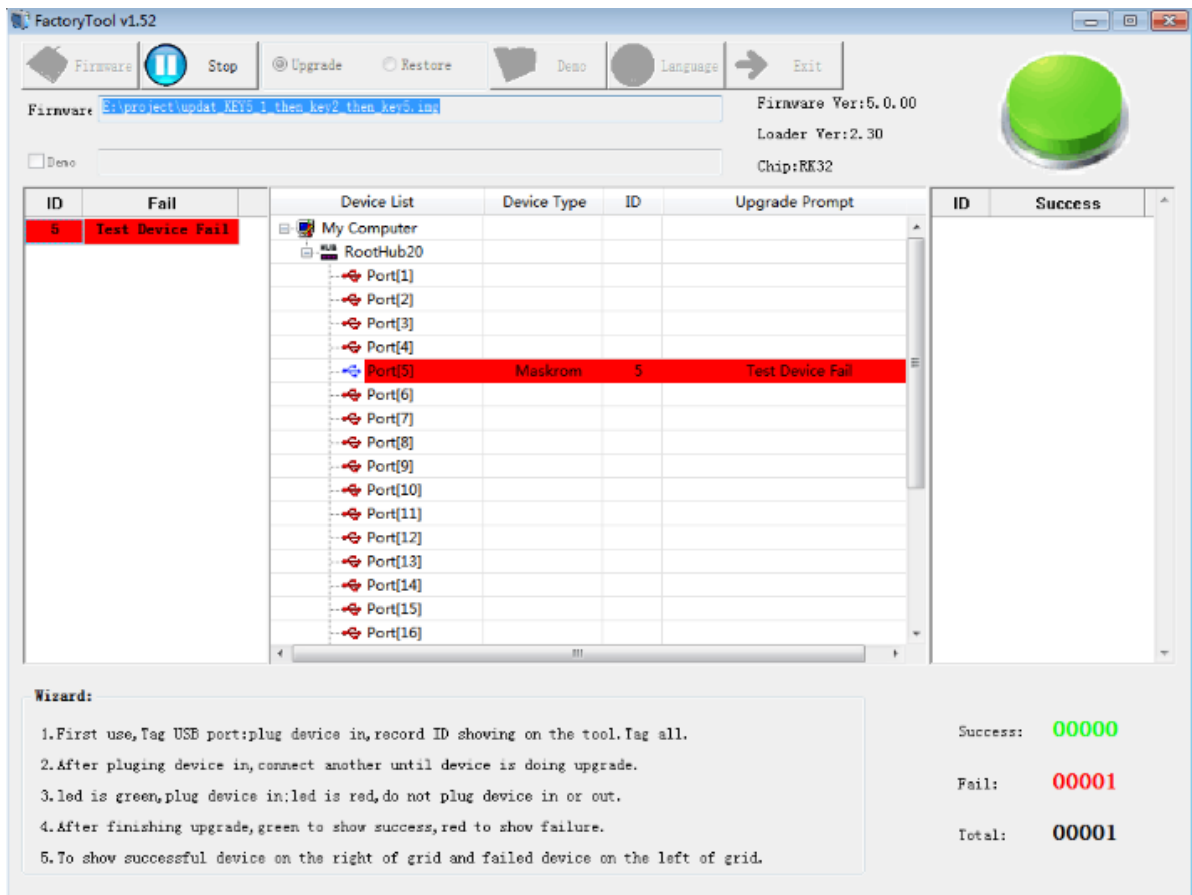 FactoryTool v1.52
Firmware Stop Upgrade Restore Demo Language Exit
Firmware E:\project\updat_KEY5_1_then_key2_then_key5.img
Firmware Ver:5.0.00
Loader Ver:2.30
Demo
Chip:RK32
ID Fail
5 Test Device Fail
Device List Device Type ID Upgrade Prompt
My Computer
HUB RootHub20
Port[1]
Port[2]
Port[3]
Port[4]
Port[5] Maskrom 5 Test Device Fail
Port[6]
Port[7]
Port[8]
Port[9]
Port[10]
Port[11]
Port[12]
Port[13]
Port[14]
Port[15]
Port[16]
ID Success
Wizard:
1.First use,Tag USB port:plug device in,record ID showing on the tool.Tag all.
2.After pluging device in,connect another until device is doing upgrade.
3.led is green,plug device in;led is red,do not plug device in or out.
4.After finishing upgrade,green to show success,red to show failure.
5.To show successful device on the right of grid and failed device on the left of grid.
Success: 00000
Fail: 00001
Total: 00001